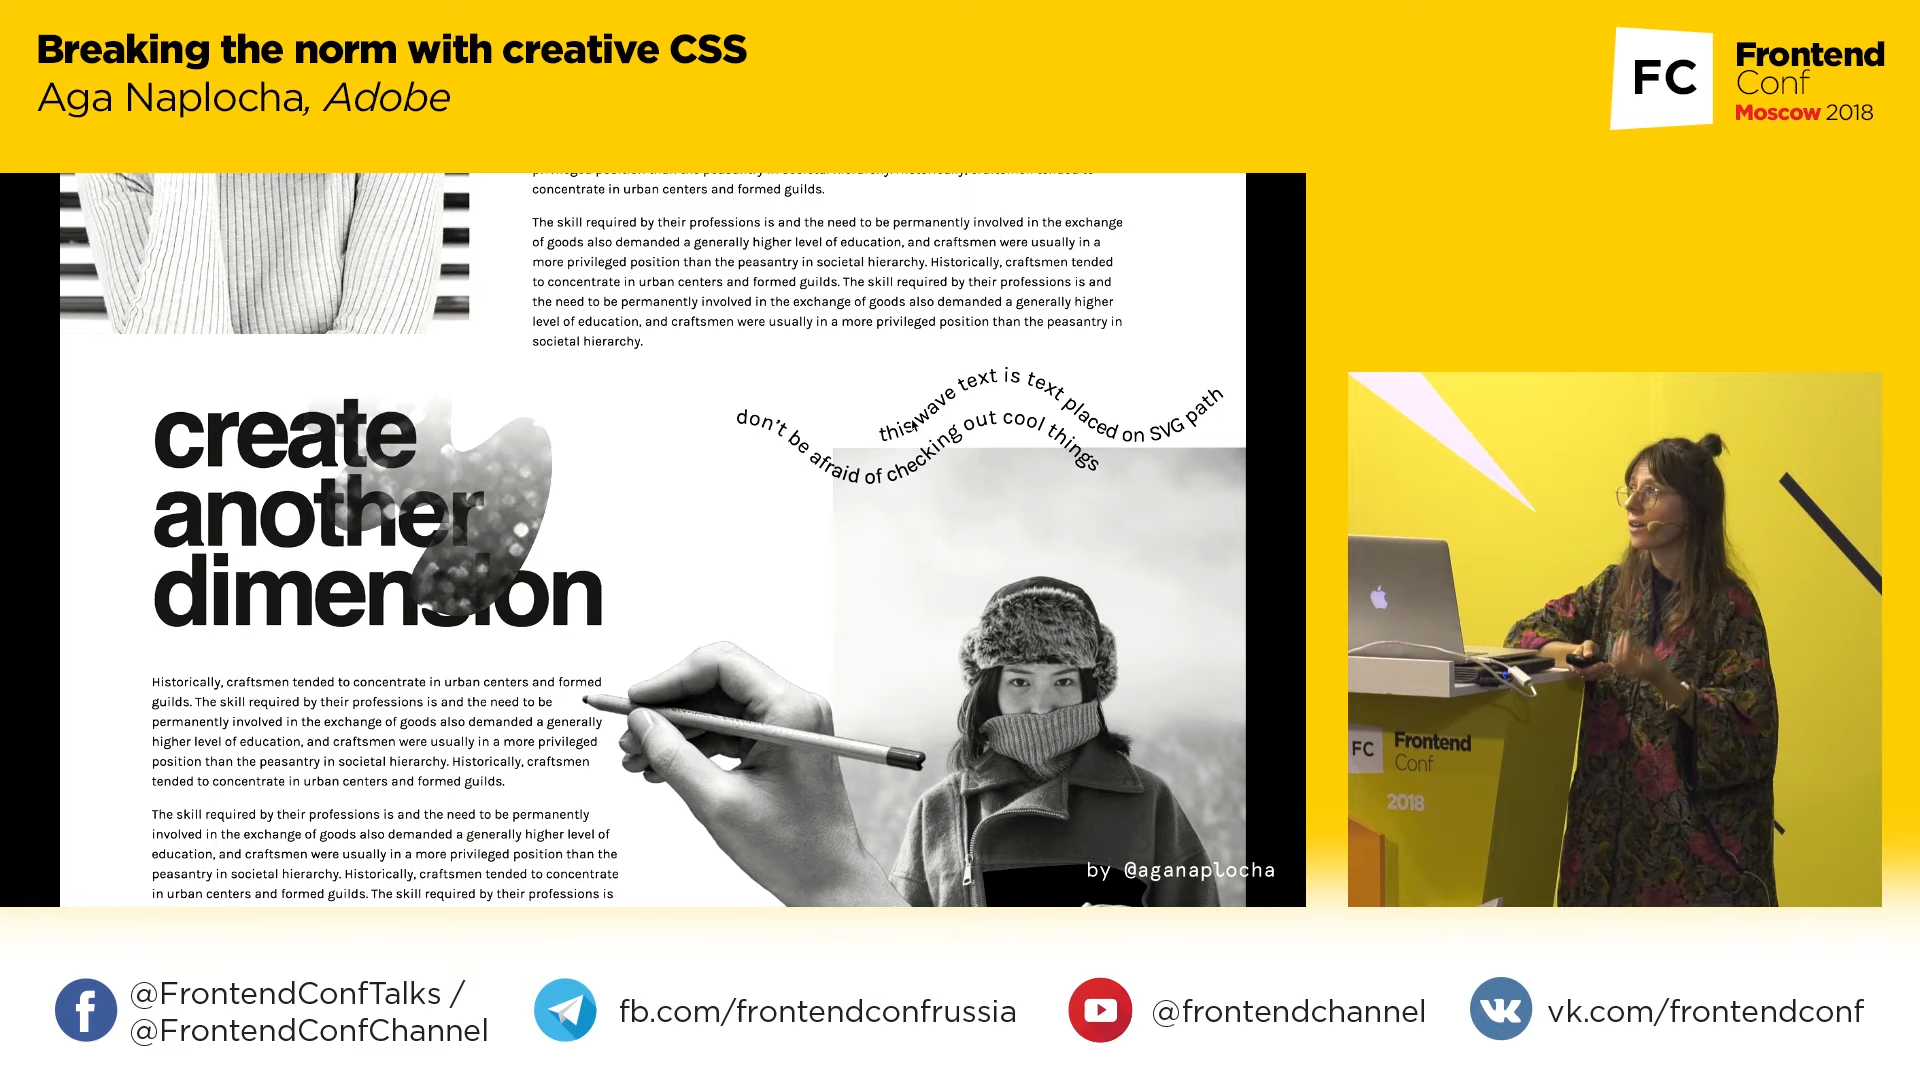 Breaking the norm with creative CSS
Aga Naplocha, Adobe
FC
Frontend
Conf
Moscow 2018
concentrate in urban centers and formed guilds.
The skill required by their professions is and the need to be permanently involved in the exchange
of goods also demanded a generally higher level of education, and craftsmen were usually in a
more privileged position than the peasantry in societal hierarchy. Historically, craftsmen tended
to concentrate in urban centers and formed guilds. The skill required by their professions is and
the need to be permanently involved in the exchange of goods also demanded a generally higher
level of education, and craftsmen were usually in a more privileged position than the peasantry in
societal hierarchy.
this wave text is text placed on SVG path
don't be afraid of checking out cool things
create
another
dimension
Historically, craftsmen tended to concentrate in urban centers and formed
guilds. The skill required by their professions is and the need to be
permanently involved in the exchange of goods also demanded a generally
higher level of education, and craftsmen were usually in a more privileged
position than the peasantry in societal hierarchy. Historically, craftsmen
tended to concentrate in urban centers and formed guilds.
The skill required by their professions is and the need to be permanently
involved in the exchange of goods also demanded a generally higher level of
education, and craftsmen were usually in a more privileged position than the
peasantry in societal hierarchy. Historically, craftsmen tended to concentrate
in urban centers and formed guilds. The skill required by their professions is
by @aganaplocha
FC
Frontend
Conf
2018
@FrontendConfTalks /
@FrontendConfChannel
fb.com/frontendconfrussia
@frontendchannel
vk.com/frontendconf